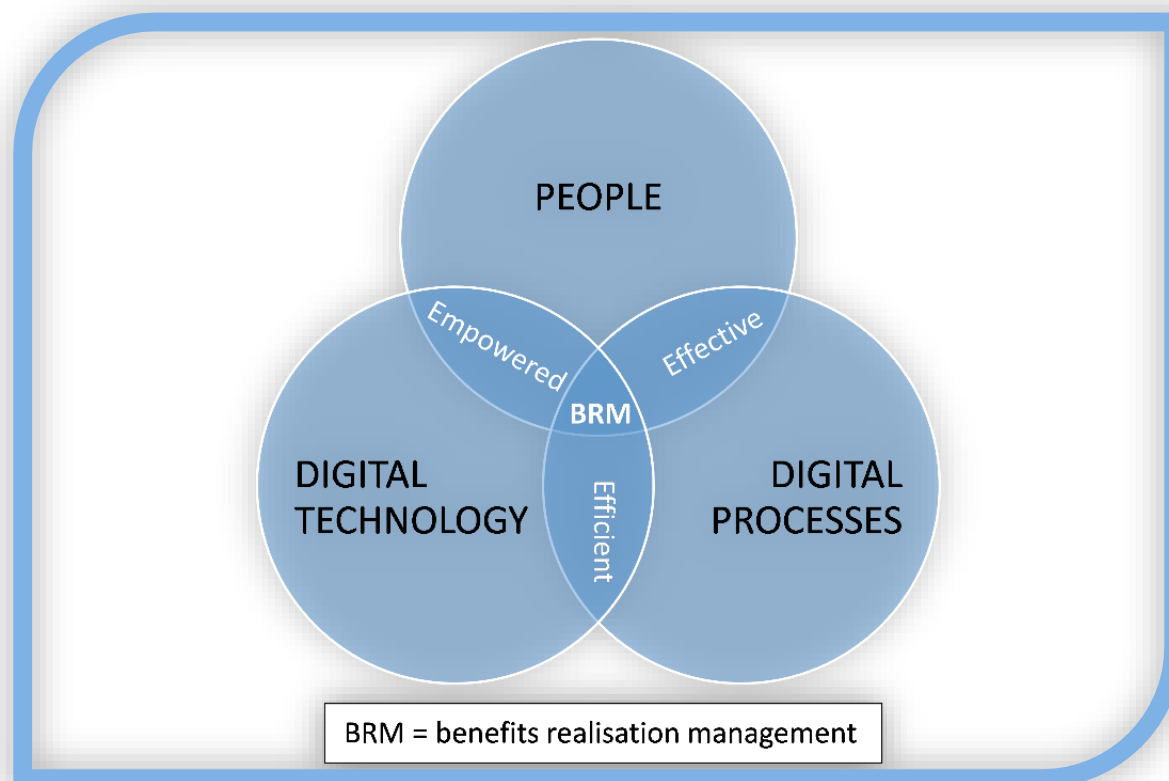 PEOPLE
Empowered
Effective
BRM
DIGITAL
TECHNOLOGY
Efficient
DIGITAL
PROCESSES
BRM = benefits realisation management